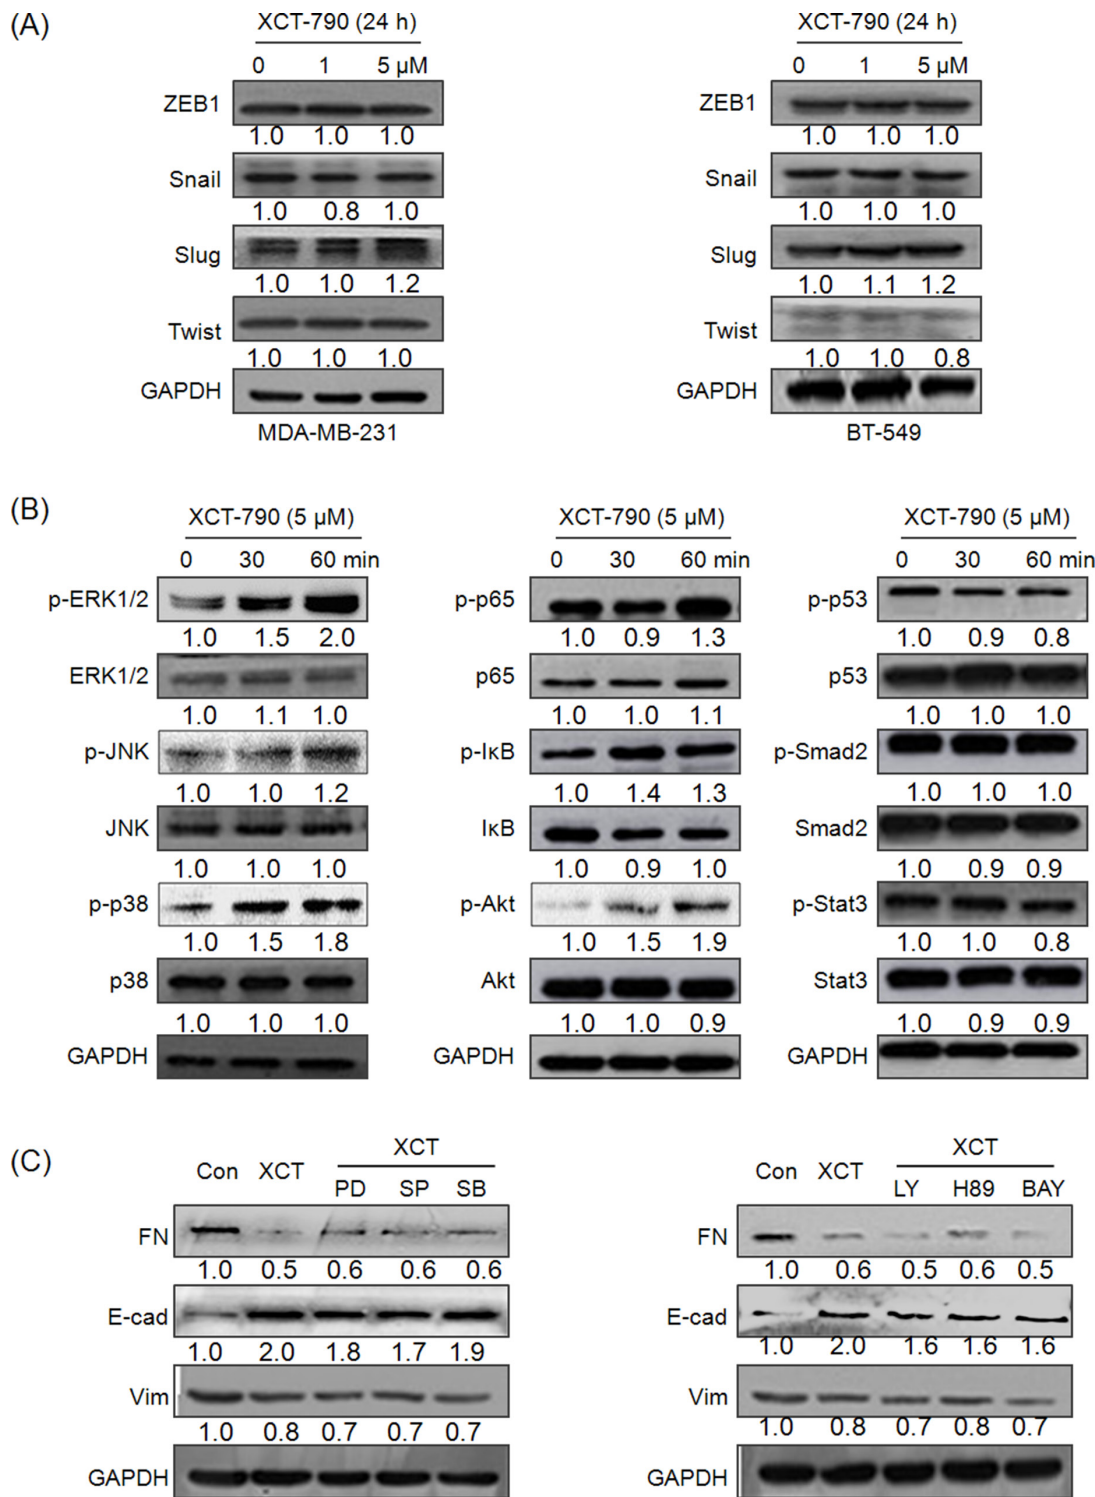 (A)
XCT-790 (24 h)
0 1 5 µM
ZEB1
1.0 1.0 1.0
Snail
1.0 0.8 1.0
Slug
1.0 1.0 1.2
Twist
1.0 1.0 1.0
GAPDH
MDA-MB-231
XCT-790 (24 h)
0 1 5 µM
ZEB1
1.0 1.0 1.0
Snail
1.0 1.0 1.0
Slug
1.0 1.1 1.2
Twist
1.0 1.0 0.8
GAPDH
BT-549
(B)
XCT-790 (5 µM)
0 30 60 min
p-ERK1/2
1.0 1.5 2.0
ERK1/2
1.0 1.1 1.0
p-JNK
1.0 1.0 1.2
JNK
1.0 1.0 1.0
p-p38
1.0 1.5 1.8
p38
1.0 1.0 1.0
GAPDH
XCT-790 (5 µM)
0 30 60 min
p-p65
1.0 0.9 1.3
p65
1.0 1.0 1.1
p-IκB
1.0 1.4 1.3
IκB
1.0 0.9 1.0
p-Akt
1.0 1.5 1.9
Akt
1.0 1.0 0.9
GAPDH
XCT-790 (5 µM)
0 30 60 min
p-p53
1.0 0.9 0.8
p53
1.0 1.0 1.0
p-Smad2
1.0 1.0 1.0
Smad2
1.0 0.9 0.9
p-Stat3
1.0 1.0 0.8
Stat3
1.0 0.9 0.9
GAPDH
(C)
XCT
Con XCT PD SP SB
FN
1.0 0.5 0.6 0.6 0.6
E-cad
1.0 2.0 1.8 1.7 1.9
Vim
1.0 0.8 0.7 0.7 0.7
GAPDH
XCT
Con XCT LY H89 BAY
FN
1.0 0.6 0.5 0.6 0.5
E-cad
1.0 2.0 1.6 1.6 1.6
Vim
1.0 0.8 0.7 0.8 0.7
GAPDH